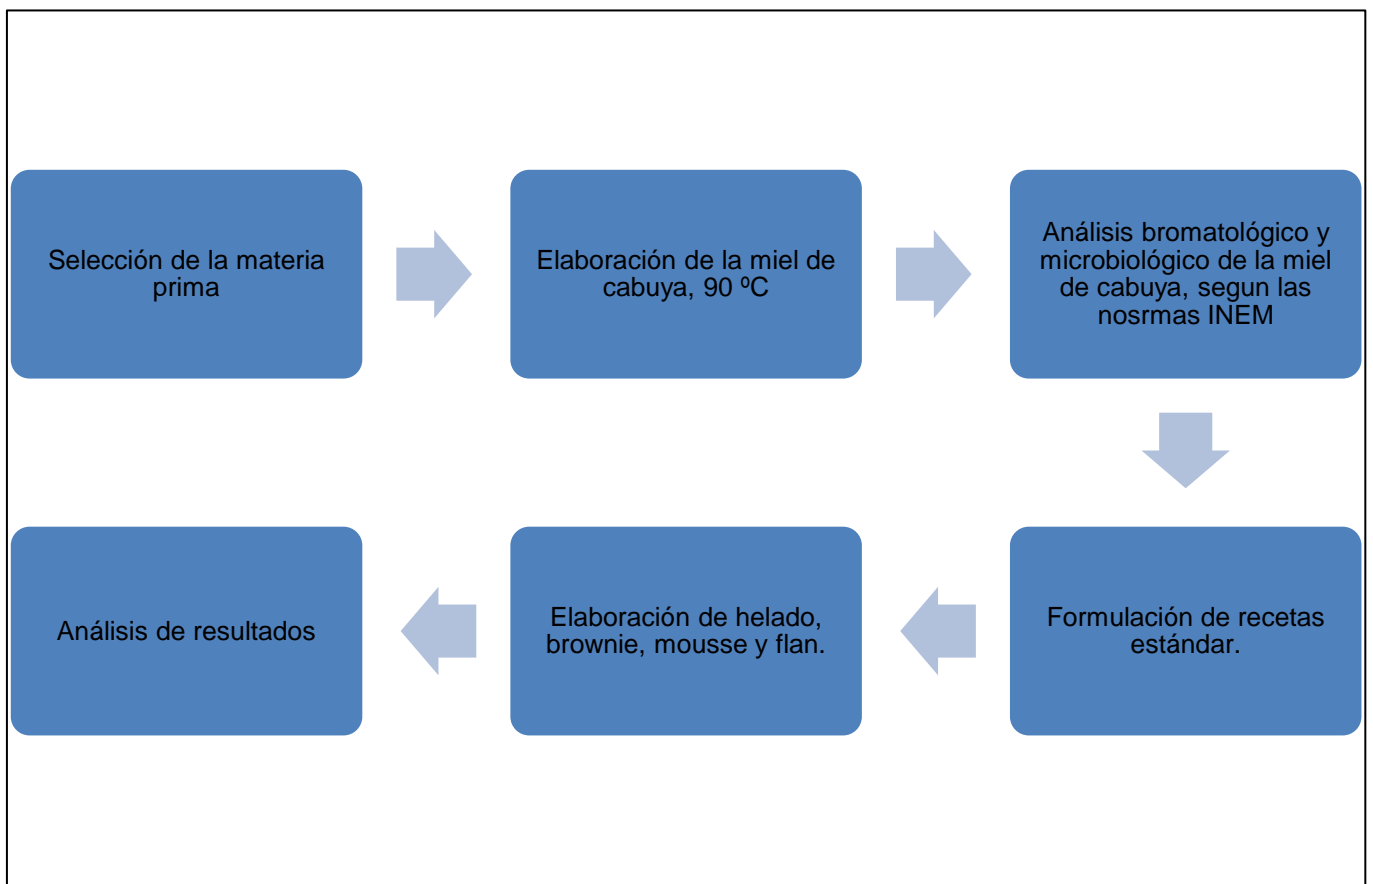 Selección de la materia
prima
Elaboración de la miel de
cabuya, 90 ºC
Análisis bromatológico y
microbiológico de la miel
de cabuya, segun las
nosrmas INEM
Formulación de recetas
estándar.
Elaboración de helado,
brownie, mousse y flan.
Análisis de resultados